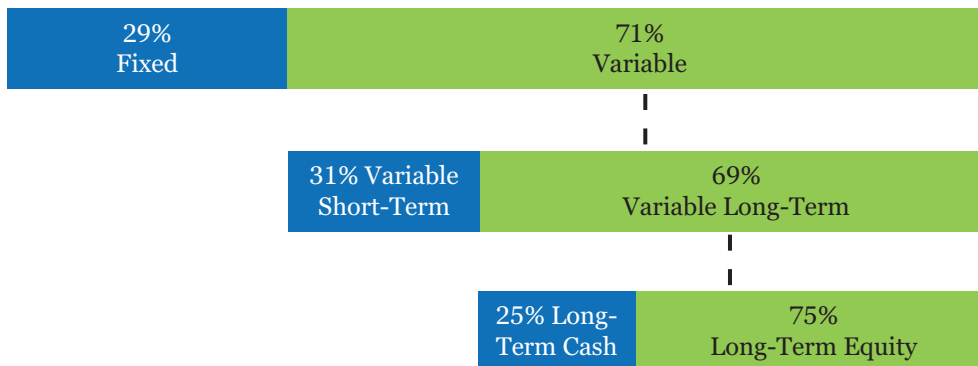 29%
Fixed
71%
Variable
31% Variable
Short-Term
69%
Variable Long-Term
25% Long-
Term Cash
75%
Long-Term Equity